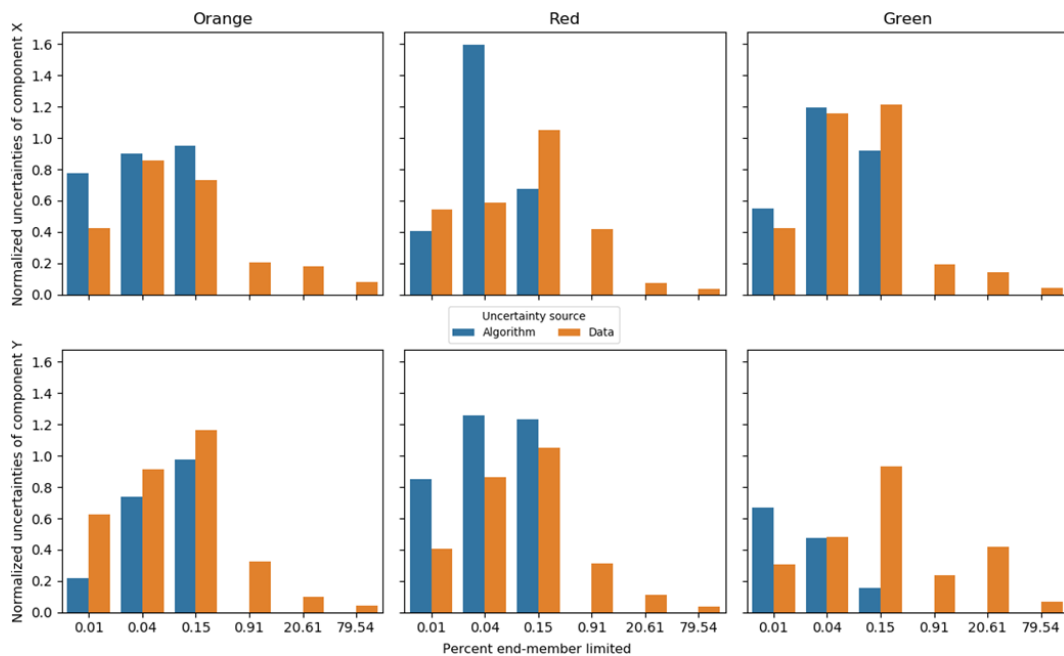 Orange Red Green
Normalized uncertainties of component X
1.6
1.4
1.2
1.0
0.8
0.6
0.4
0.2
0.0
Uncertainty source
Algorithm Data
Normalized uncertainties of component Y
1.6
1.4
1.2
1.0
0.8
0.6
0.4
0.2
0.0
0.01 0.04 0.15 0.91 20.61 79.54 0.01 0.04 0.15 0.91 20.61 79.54 0.01 0.04 0.15 0.91 20.61 79.54
Percent end-member limited